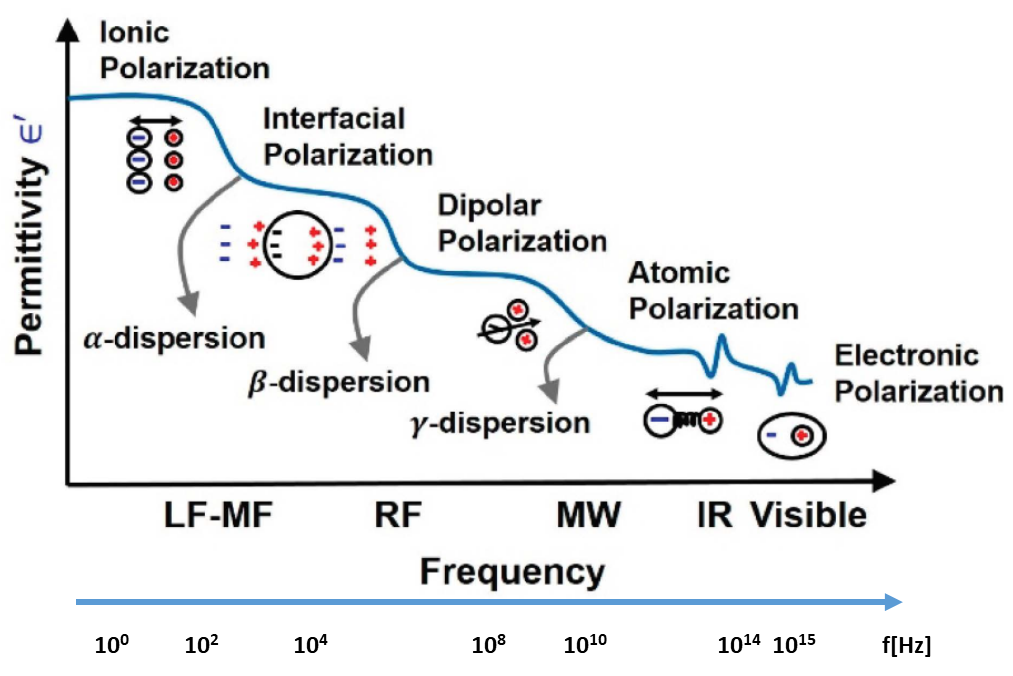 Ionic
Polarization
Interfacial
Polarization
Dipolar
Polarization
Atomic
Polarization
Electronic
Polarization
Permittivity ϵ′
α-dispersion
β-dispersion
γ-dispersion
LF-MF RF MW IR Visible
Frequency
10⁰ 10² 10⁴ 10⁸ 10¹⁰ 10¹⁴ 10¹⁵ f[Hz]